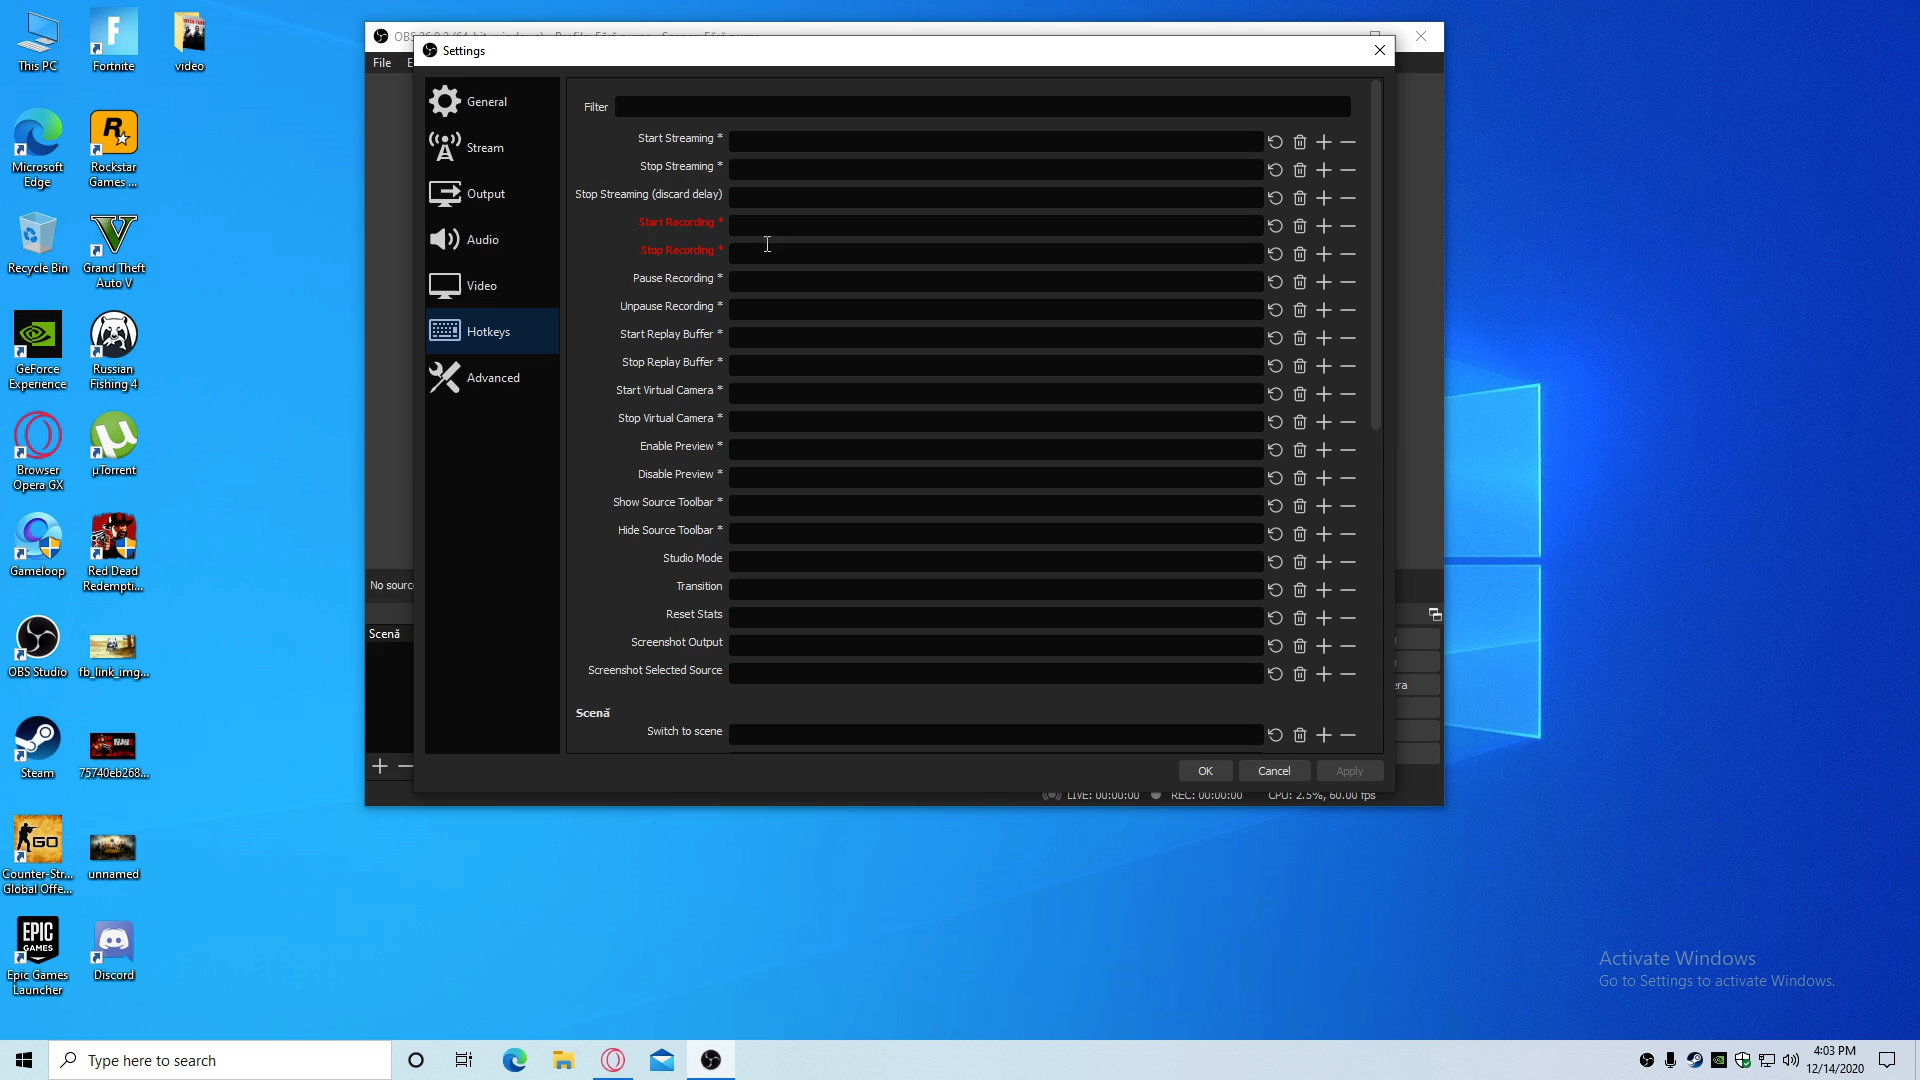 This PC
Fortnite
video
Microsoft
Edge
Rockstar
Games ...
Recycle Bin
Grand Theft
Auto V
GeForce
Experience
Russian
Fishing 4
Browser
Opera GX
µTorrent
Gameloop
Red Dead
Redempti...
OBS Studio
fb_link_img...
Steam
75740eb268...
Counter-Str...
Global Offe...
unnamed
Epic Games
Launcher
Discord
OBS
File
Settings
General
Stream
Output
Audio
Video
Hotkeys
Advanced
Filter
Start Streaming *
Stop Streaming *
Stop Streaming (discard delay)
Start Recording *
Stop Recording *
Pause Recording *
Unpause Recording *
Start Replay Buffer *
Stop Replay Buffer *
Start Virtual Camera *
Stop Virtual Camera *
Enable Preview *
Disable Preview *
Show Source Toolbar *
Hide Source Toolbar *
Studio Mode
Transition
Reset Stats
Screenshot Output
Screenshot Selected Source
Scenă
Switch to scene
OK
Cancel
Apply
No sourc
Scenă
era
LIVE: 00:00:00
REC: 00:00:00
CPU: 2.5%, 60.00 fps
Activate Windows
Go to Settings to activate Windows.
Type here to search
4:03 PM
12/14/2020